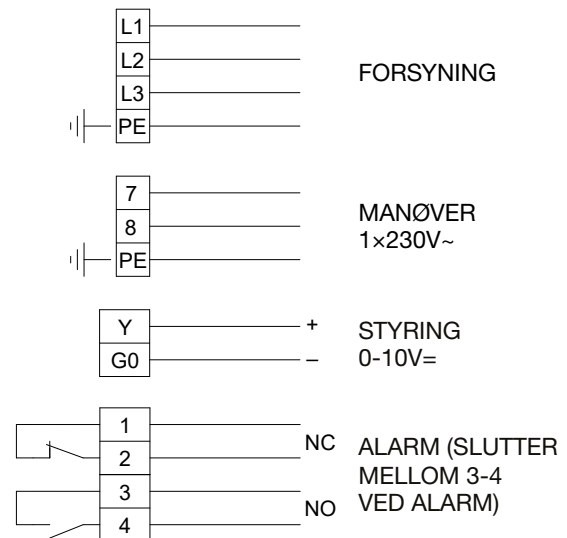 L1
L2
L3
PE
FORSYNING
7
8
PE
MANØVER
1×230V~
Y
G0
+
–
STYRING
0-10V=
1
2
3
4
NC
NO
ALARM (SLUTTER
MELLOM 3-4
VED ALARM)